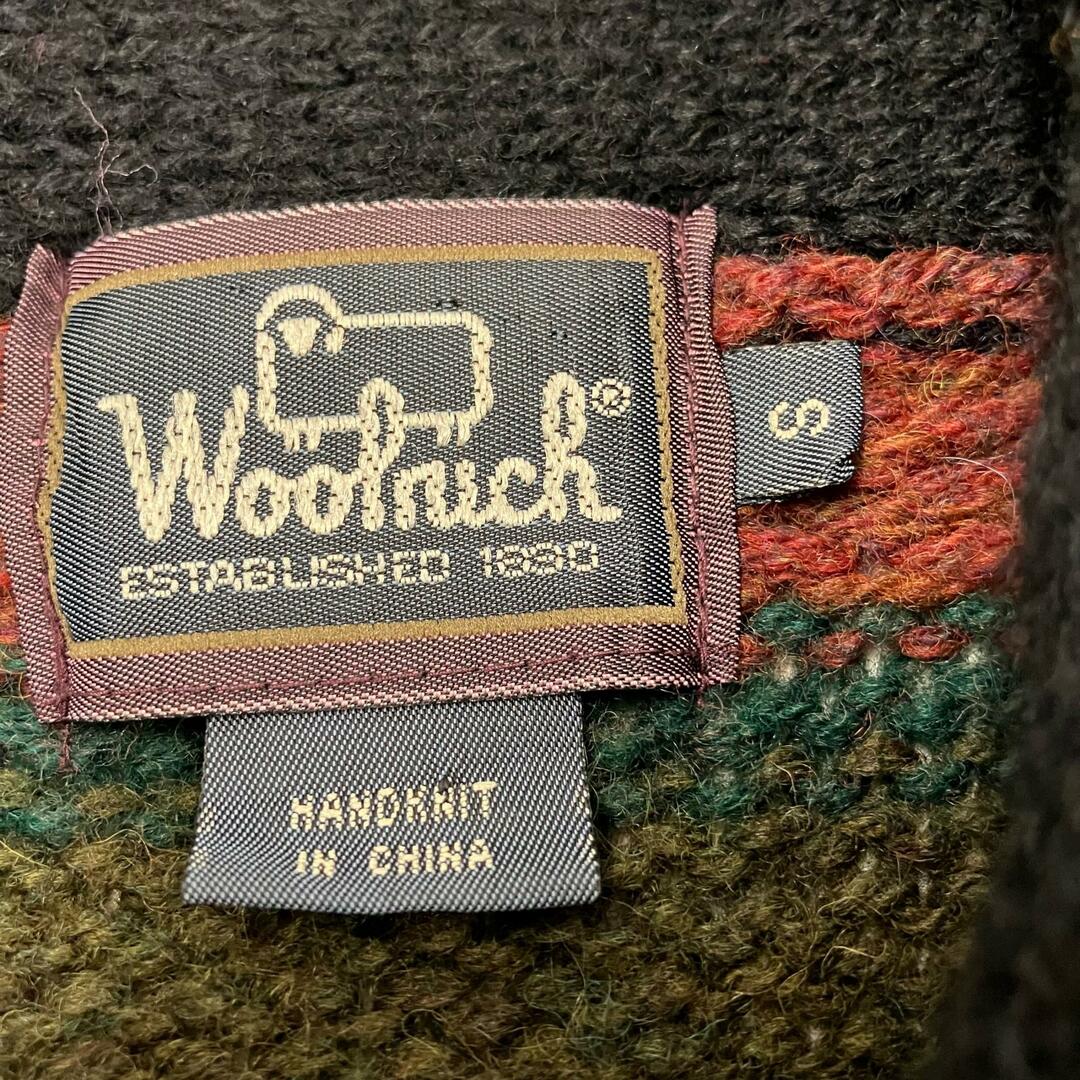 Woolrich®
ESTABLISHED 1830
S
HANDKNIT
IN CHINA